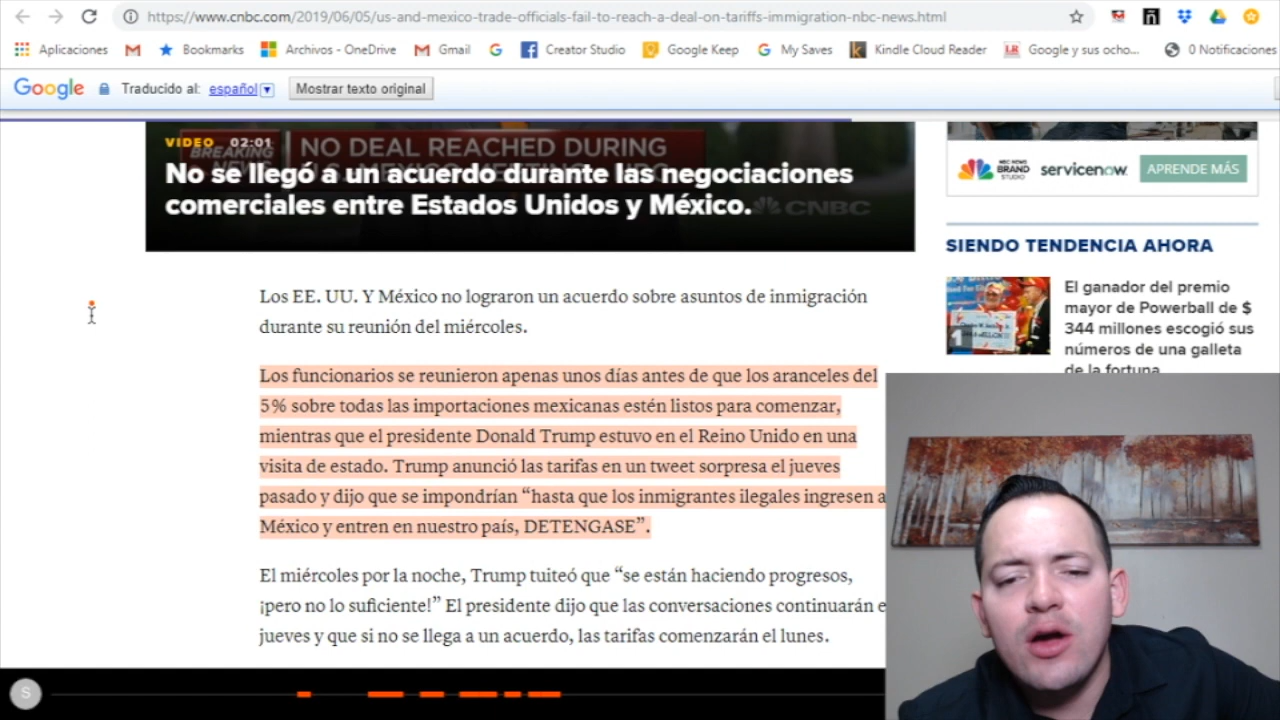 https://www.cnbc.com/2019/06/05/us-and-mexico-trade-officials-fail-to-reach-a-deal-on-tariffs-immigration-nbc-news.html
Aplicaciones Bookmarks Archivos - OneDrive Gmail Creator Studio Google Keep My Saves Kindle Cloud Reader LR Google y sus ocho... 0 Notificaciones
Google Traducido al: español Mostrar texto original
VIDEO 02:01
BREAKING NEWS NO DEAL REACHED DURING
No se llegó a un acuerdo durante las negociaciones
comerciales entre Estados Unidos y México.
CNBC
NBC NEWS BRAND STUDIO servicenow. APRENDE MÁS
SIENDO TENDENCIA AHORA
1
El ganador del premio
mayor de Powerball de $
344 millones escogió sus
números de una galleta
de la fortuna
Los EE. UU. Y México no lograron un acuerdo sobre asuntos de inmigración
durante su reunión del miércoles.
Los funcionarios se reunieron apenas unos días antes de que los aranceles del
5% sobre todas las importaciones mexicanas estén listos para comenzar,
mientras que el presidente Donald Trump estuvo en el Reino Unido en una
visita de estado. Trump anunció las tarifas en un tweet sorpresa el jueves
pasado y dijo que se impondrían “hasta que los inmigrantes ilegales ingresen a
México y entren en nuestro país, DETENGASE”.
El miércoles por la noche, Trump tuiteó que “se están haciendo progresos,
¡pero no lo suficiente!” El presidente dijo que las conversaciones continuarán e
jueves y que si no se llega a un acuerdo, las tarifas comenzarán el lunes.
S